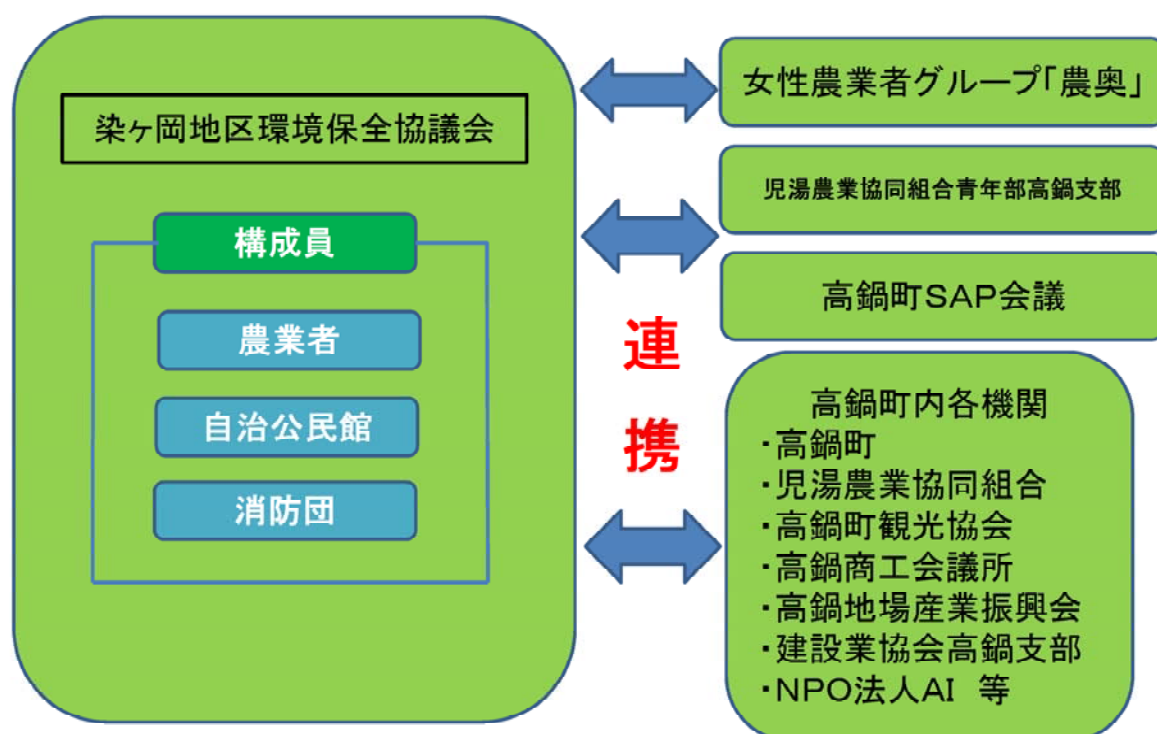 染ヶ岡地区環境保全協議会
構成員
農業者
自治公民館
消防団
連
携
女性農業者グループ「農奥」
児湯農業協同組合青年部高鍋支部
高鍋町SAP会議
高鍋町内各機関
・高鍋町
・児湯農業協同組合
・高鍋町観光協会
・高鍋商工会議所
・高鍋地場産業振興会
・建設業協会高鍋支部
・NPO法人AI 等